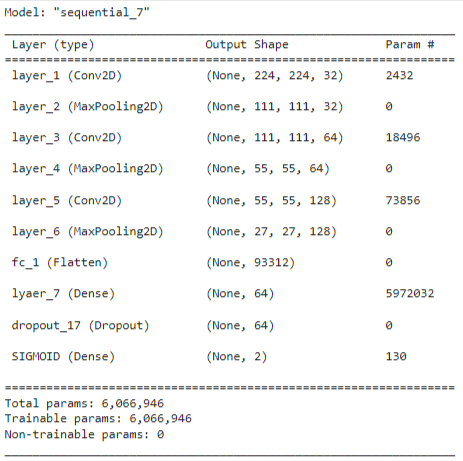 Model: "sequential_7"
_________________________________________________________________
Layer (type) Output Shape Param #
=================================================================
layer_1 (Conv2D) (None, 224, 224, 32) 2432
layer_2 (MaxPooling2D) (None, 111, 111, 32) 0
layer_3 (Conv2D) (None, 111, 111, 64) 18496
layer_4 (MaxPooling2D) (None, 55, 55, 64) 0
layer_5 (Conv2D) (None, 55, 55, 128) 73856
layer_6 (MaxPooling2D) (None, 27, 27, 128) 0
fc_1 (Flatten) (None, 93312) 0
lyaer_7 (Dense) (None, 64) 5972032
dropout_17 (Dropout) (None, 64) 0
SIGMOID (Dense) (None, 2) 130
=================================================================
Total params: 6,066,946
Trainable params: 6,066,946
Non-trainable params: 0
_________________________________________________________________